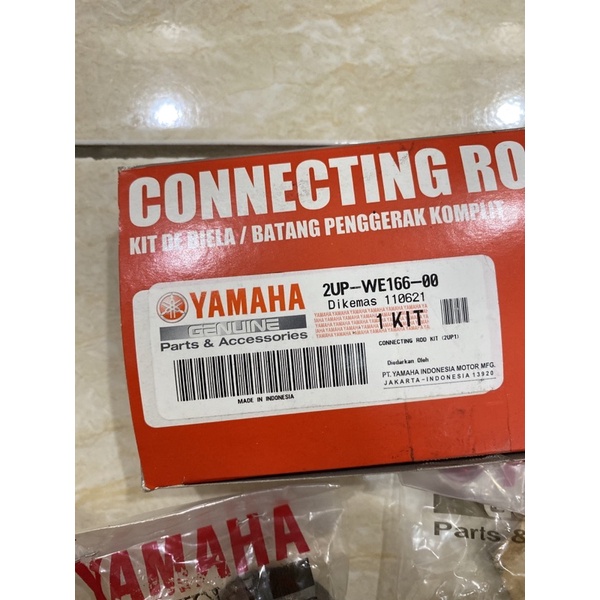 CONNECTING RO
KIT DE BIELA / BATANG PENGGERAK KOMPLIT
YAMAHA
GENUINE
Parts & Accessories
2UP-WE166-00
Dikemas 110621
1 KIT
CONNECTING ROD KIT (2UP1)
Diedarkan Oleh
PT. YAMAHA INDONESIA MOTOR MFG.
JAKARTA-INDONESIA 13920
MADE IN INDONESIA
YAMAHA
Parts &